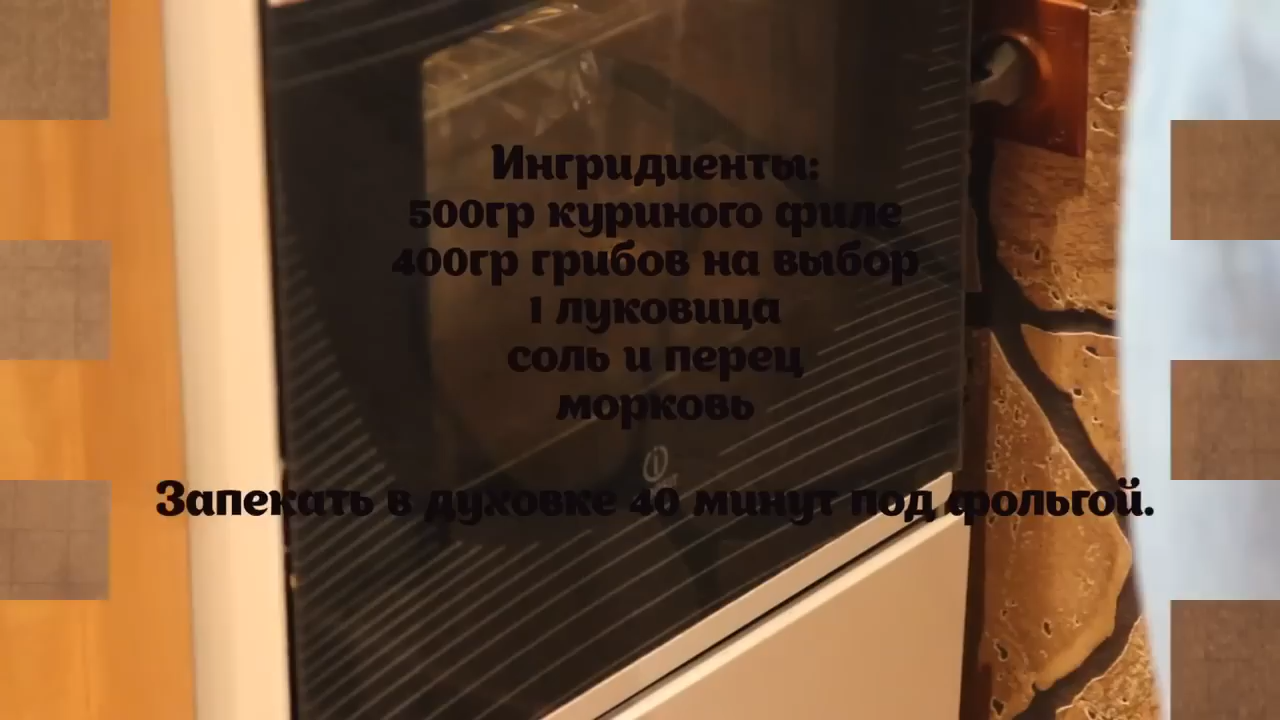 Ингридиенты:
500гр куриного филе
400гр грибов на выбор
1 луковица
соль и перец
морковь
Запекать в духовке 40 минут под фольгой.